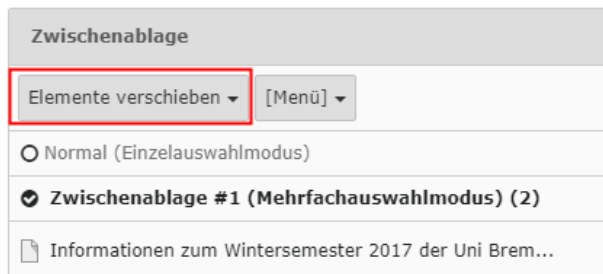 Zwischenablage
Elemente verschieben [Menü]
Normal (Einzelauswahlmodus)
Zwischenablage #1 (Mehrfachauswahlmodus) (2)
Informationen zum Wintersemester 2017 der Uni Brem...